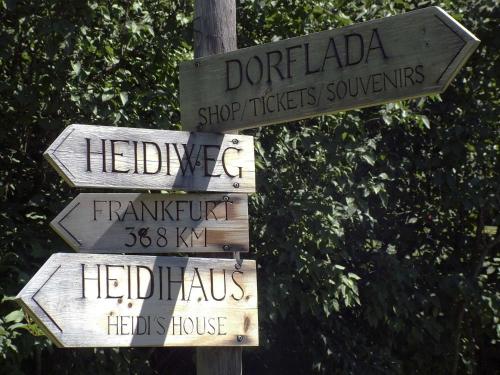 DORFLADA
SHOP/TICKETS/SOUVENIRS
HEIDIWEG
FRANKFURT
368 KM
HEIDIHAUS
HEIDI'S HOUSE